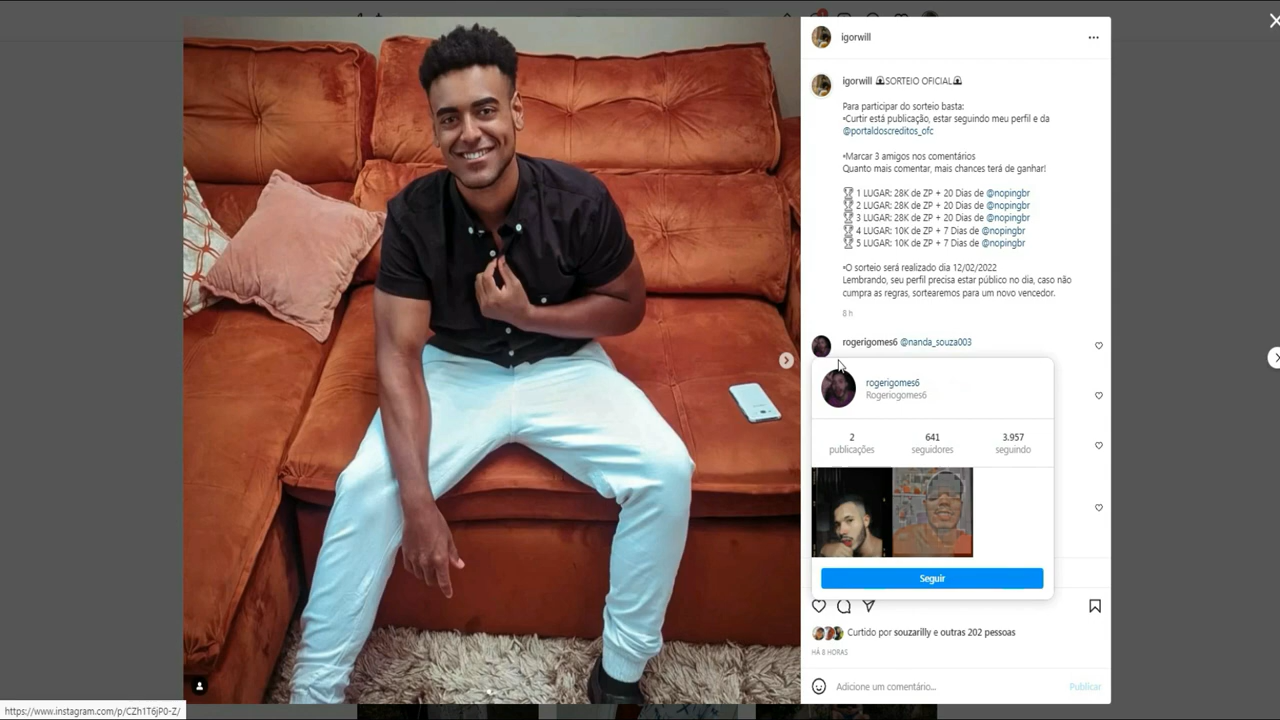 igorwill
igorwill SORTEIO OFICIAL
Para participar do sorteio basta:
•Curtir está publicação, estar seguindo meu perfil e da
@portaldoscreditos_ofc
•Marcar 3 amigos nos comentários
Quanto mais comentar, mais chances terá de ganhar!
1 LUGAR: 28K de ZP + 20 Dias de @nopingbr
2 LUGAR: 28K de ZP + 20 Dias de @nopingbr
3 LUGAR: 28K de ZP + 20 Dias de @nopingbr
4 LUGAR: 10K de ZP + 7 Dias de @nopingbr
5 LUGAR: 10K de ZP + 7 Dias de @nopingbr
•O sorteio será realizado dia 12/02/2022
Lembrando, seu perfil precisa estar público no dia, caso não
cumpra as regras, sortearemos para um novo vencedor.
8 h
rogerigomes6 @nanda_souza003
rogerigomes6
Rogeriogomes6
2 641 3.957
publicações seguidores seguindo
Seguir
Curtido por souzarilly e outras 202 pessoas
HÁ 8 HORAS
Adicione um comentário... Publicar
https://www.instagram.com/p/CZh1T6jP0-Z/